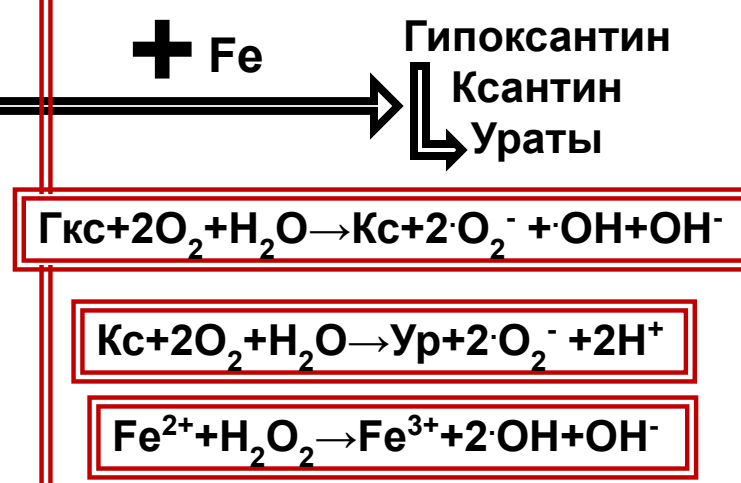 + Fe
Гипоксантин
Ксантин
Ураты
Гкс+2O₂+H₂O→Кс+2·O₂⁻ +·OH+OH⁻
Кс+2O₂+H₂O→Ур+2·O₂⁻ +2H⁺
Fe²⁺+H₂O₂→Fe³⁺+2·OH+OH⁻